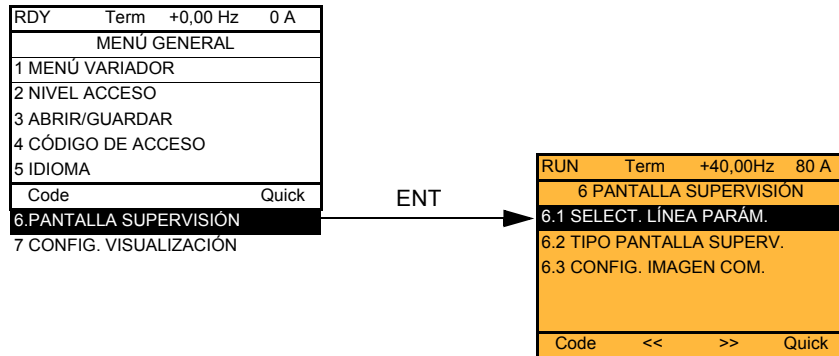 RDY Term +0,00 Hz 0 A
MENÚ GENERAL
1 MENÚ VARIADOR
2 NIVEL ACCESO
3 ABRIR/GUARDAR
4 CÓDIGO DE ACCESO
5 IDIOMA
Code Quick
6.PANTALLA SUPERVISIÓN
7 CONFIG. VISUALIZACIÓN
ENT
RUN Term +40,00Hz 80 A
6 PANTALLA SUPERVISIÓN
6.1 SELECT. LÍNEA PARÁM.
6.2 TIPO PANTALLA SUPERV.
6.3 CONFIG. IMAGEN COM.
Code << >> Quick